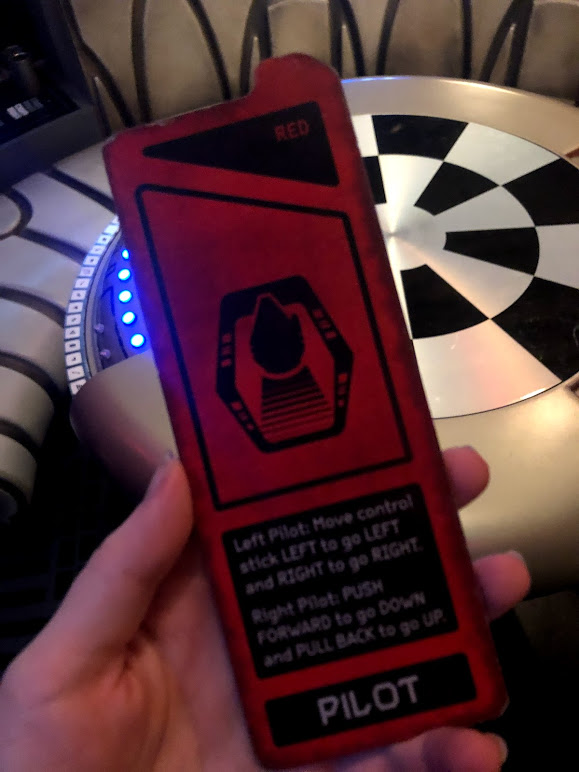 RED
Left Pilot: Move control
stick LEFT to go LEFT
and RIGHT to go RIGHT.
Right Pilot: PUSH
FORWARD to go DOWN
and PULL BACK to go UP.
PILOT